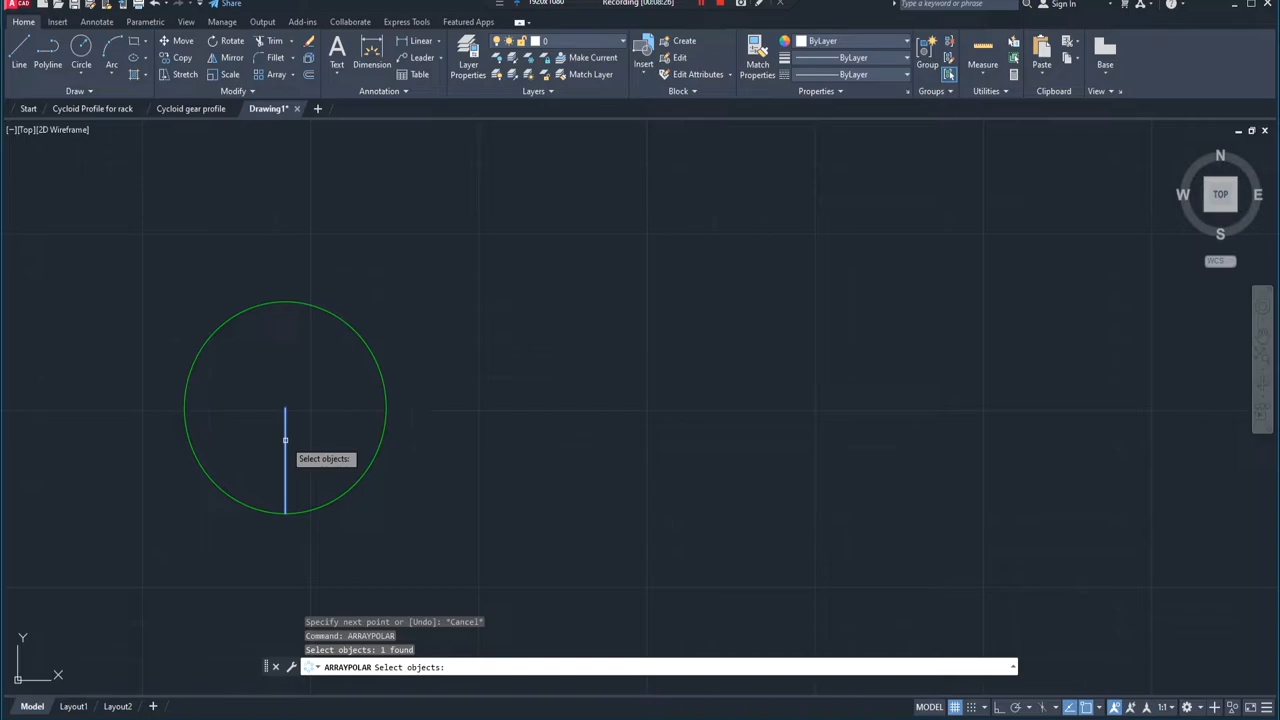 CAD
Share
1920x1080
Recording [00:08:26]
Type a keyword or phrase
Sign In
Home
Insert
Annotate
Parametric
View
Manage
Output
Add-ins
Collaborate
Express Tools
Featured Apps
Line
Polyline
Circle
Arc
Move
Rotate
Trim
Copy
Mirror
Fillet
Stretch
Scale
Array
Text
Dimension
Linear
Leader
Table
Layer
Properties
0
Make Current
Match Layer
Insert
Create
Edit
Edit Attributes
Match
Properties
ByLayer
ByLayer
ByLayer
Group
Measure
Paste
Base
Draw
Modify
Annotation
Layers
Block
Properties
Groups
Utilities
Clipboard
View
Start
Cycloid Profile for rack
Cycloid gear profile
Drawing1*
[−][Top][2D Wireframe]
N
W
TOP
E
S
WCS
Select objects:
Specify next point or [Undo]: *Cancel*
Command: ARRAYPOLAR
Select objects: 1 found
ARRAYPOLAR Select objects:
Y
X
Model
Layout1
Layout2
MODEL
1:1